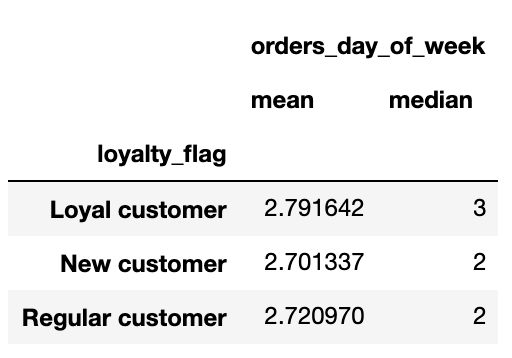 orders_day_of_week
mean median
loyalty_flag
Loyal customer 2.791642 3
New customer 2.701337 2
Regular customer 2.720970 2